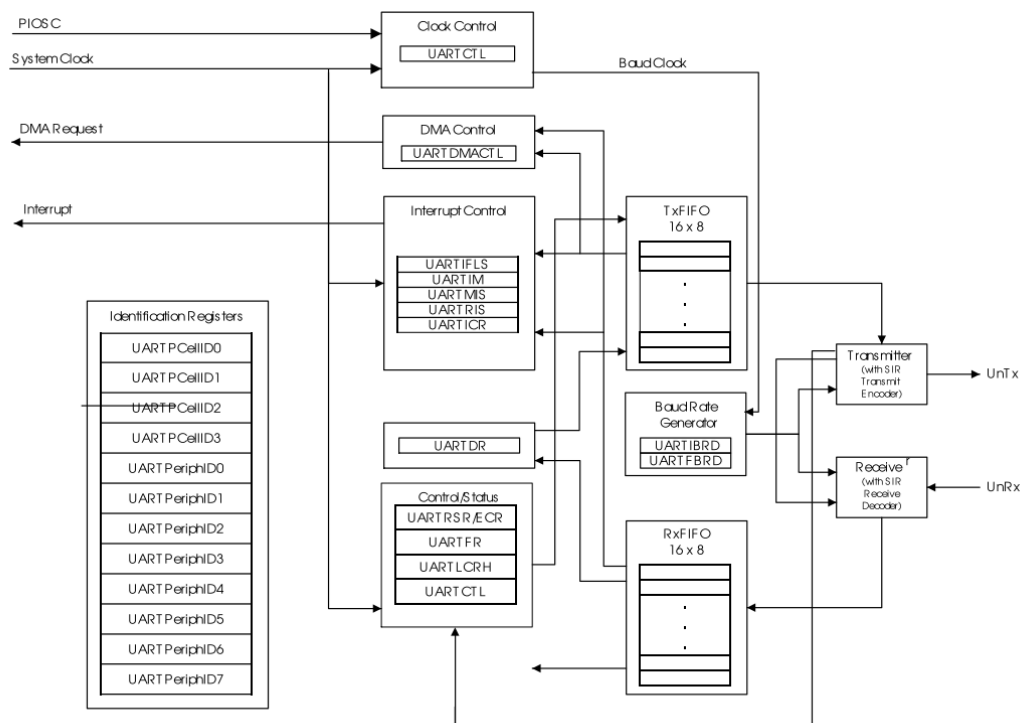 PIOSC
System Clock
Clock Control
UARTCTL
Baud Clock
DMA Request
DMA Control
UARTDMACTL
Interrupt
Interrupt Control
UARTIFLS
UARTIM
UARTMIS
UARTRIS
UARTICR
TxFIFO
16 x 8
.
.
.
Identification Registers
UARTPCellID0
UARTPCellID1
UARTPCellID2
UARTPCellID3
UARTPeriphID0
UARTPeriphID1
UARTPeriphID2
UARTPeriphID3
UARTPeriphID4
UARTPeriphID5
UARTPeriphID6
UARTPeriphID7
Transmitter
(with SIR
Transmit
Encoder)
UnTx
Baud Rate
Generator
UARTIBRD
UARTFBRD
UARTDR
Receiver r
(with SIR
Receive
Decoder)
UnRx
Control/Status
UARTRSR/ECR
UARTFR
UARTLCRH
UARTCTL
RxFIFO
16 x 8
.
.
.